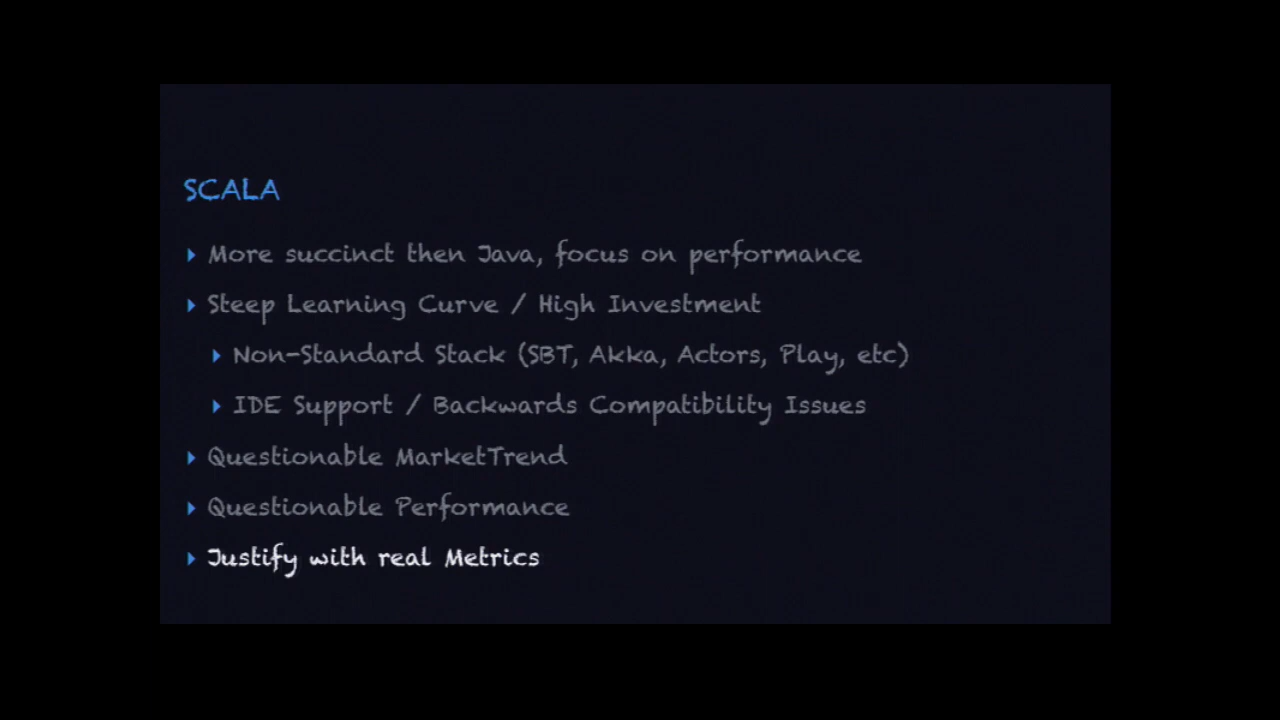 SCALA
More succinct then Java, focus on performance
Steep Learning Curve / High Investment
Non-Standard Stack (SBT, Akka, Actors, Play, etc)
IDE Support / Backwards Compatibility Issues
Questionable MarketTrend
Questionable Performance
Justify with real Metrics